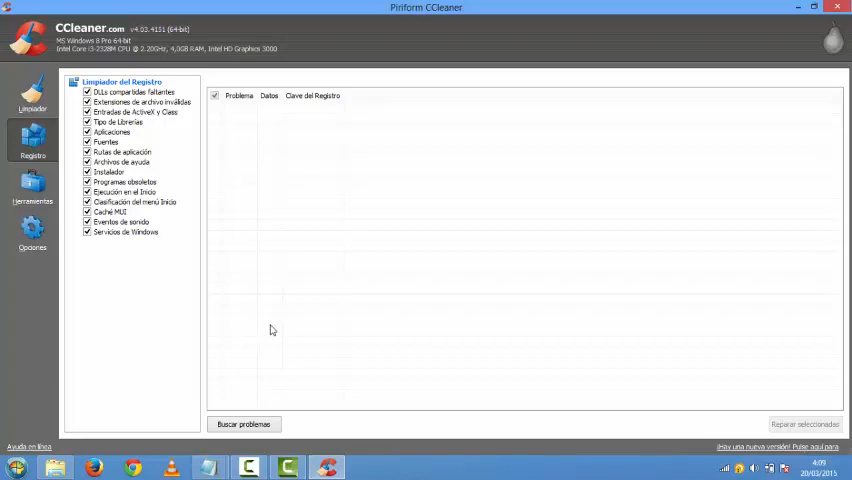 Piriform CCleaner
CCleaner.com v4.03.4151 (64-bit)
MS Windows 8 Pro 64-bit
Intel Core i3-2328M CPU @ 2.20GHz, 4,0GB RAM, Intel HD Graphics 3000
Limpiador
Registro
Herramientas
Opciones
Limpiador del Registro
DLLs compartidas faltantes
Extensiones de archivo inválidas
Entradas de ActiveX y Class
Tipo de Librerías
Aplicaciones
Fuentes
Rutas de aplicación
Archivos de ayuda
Instalador
Programas obsoletos
Ejecución en el Inicio
Clasificación del menú Inicio
Caché MUI
Eventos de sonido
Servicios de Windows
Problema Datos Clave del Registro
Buscar problemas
Reparar seleccionadas
Ayuda en línea
¡Hay una nueva versión! Pulse aquí para
4:09
20/03/2015